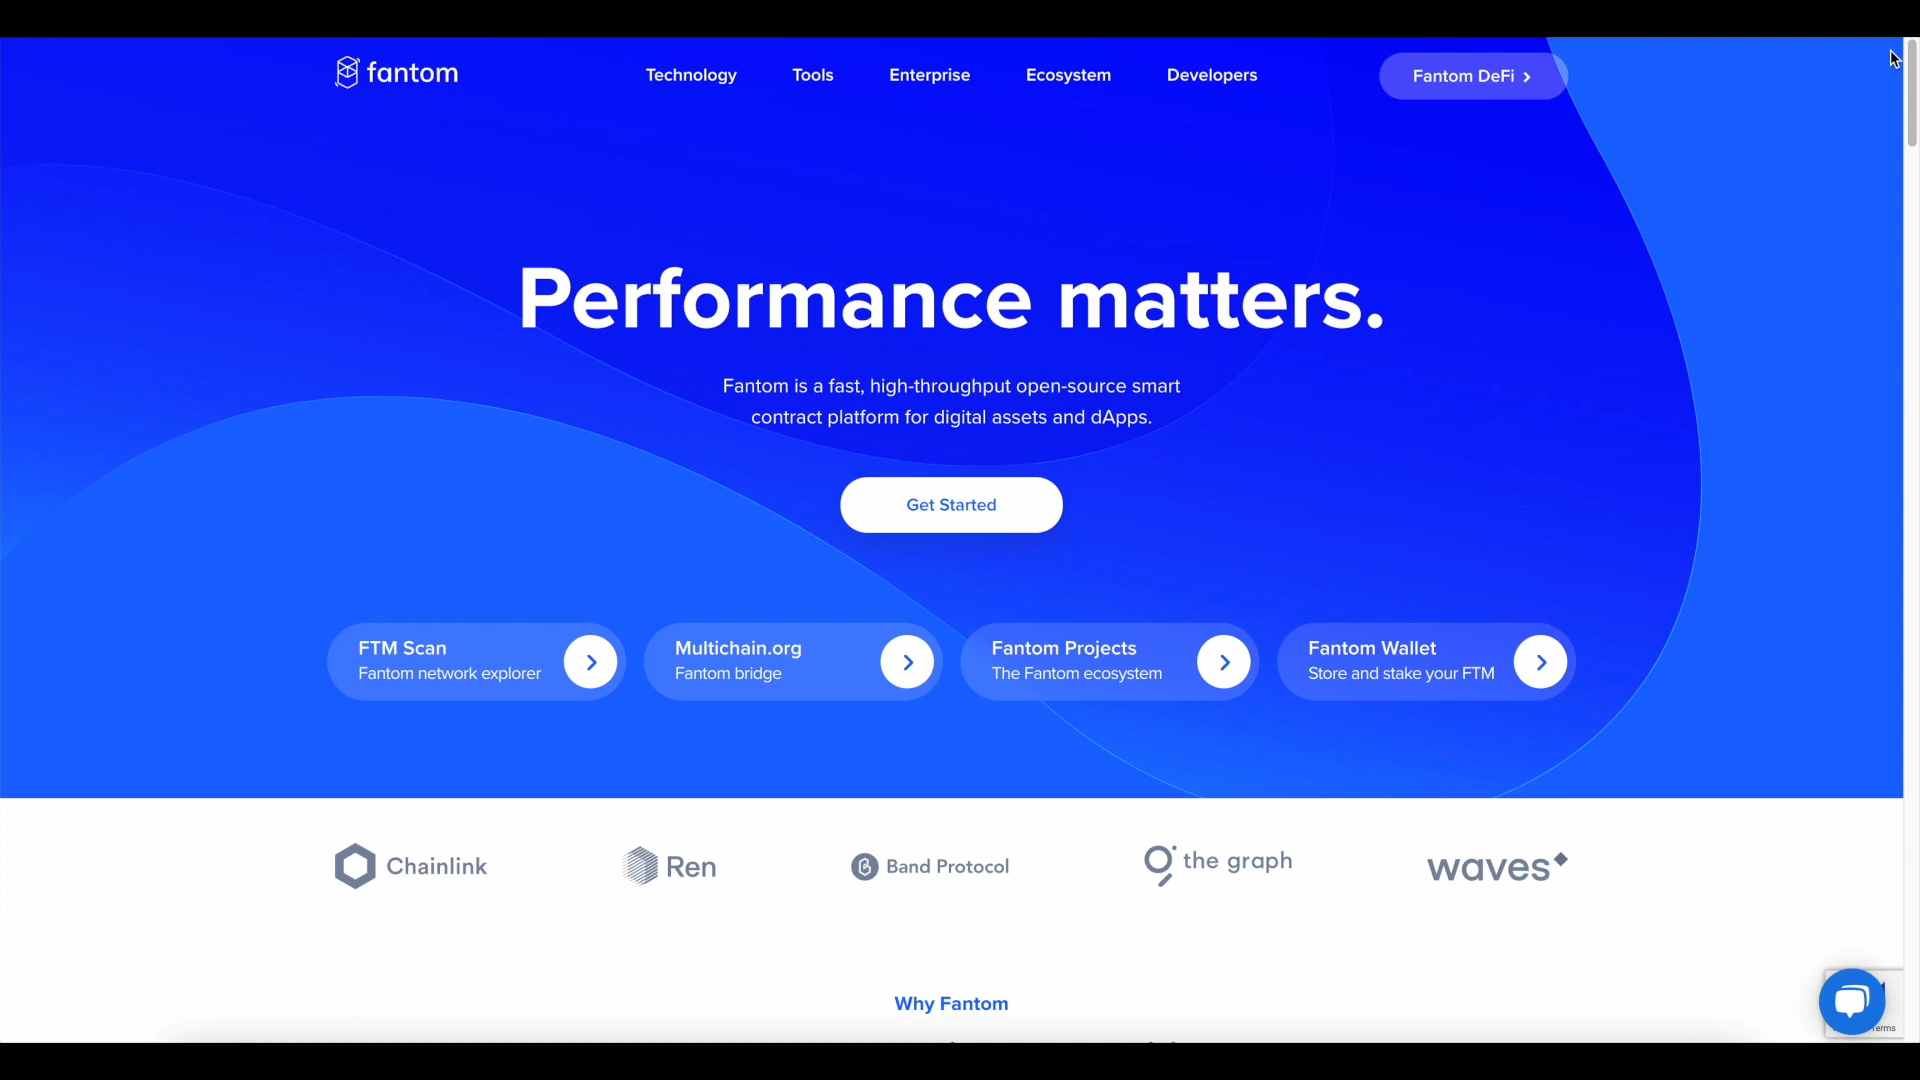 fantom
Technology
Tools
Enterprise
Ecosystem
Developers
Fantom DeFi
Performance matters.
Fantom is a fast, high-throughput open-source smart
contract platform for digital assets and dApps.
Get Started
FTM Scan
Fantom network explorer
Multichain.org
Fantom bridge
Fantom Projects
The Fantom ecosystem
Fantom Wallet
Store and stake your FTM
Chainlink
Ren
Band Protocol
the graph
waves
Why Fantom